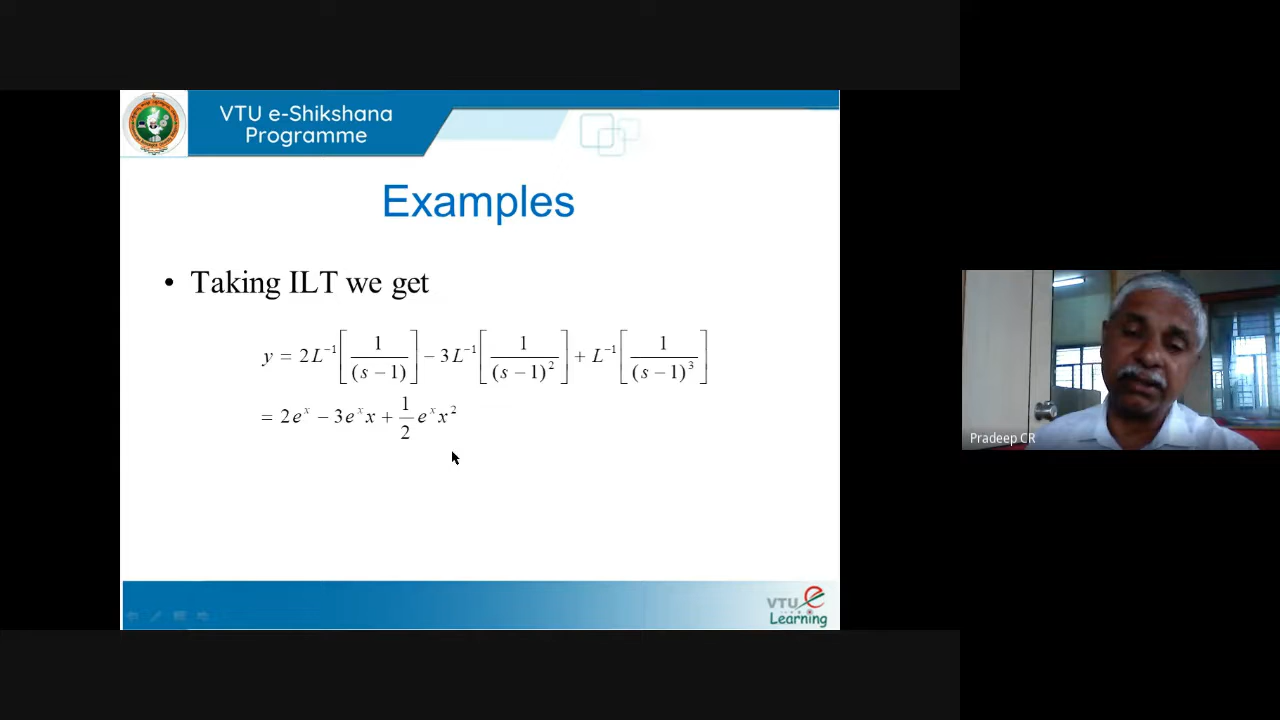 VTU e-Shikshana
Programme
Examples
• Taking ILT we get
y = 2L⁻¹[1/(s − 1)] − 3L⁻¹[1/(s − 1)²] + L⁻¹[1/(s − 1)³]
= 2eˣ − 3eˣx + 1/2 eˣx²
Pradeep CR
VTU e
Learning